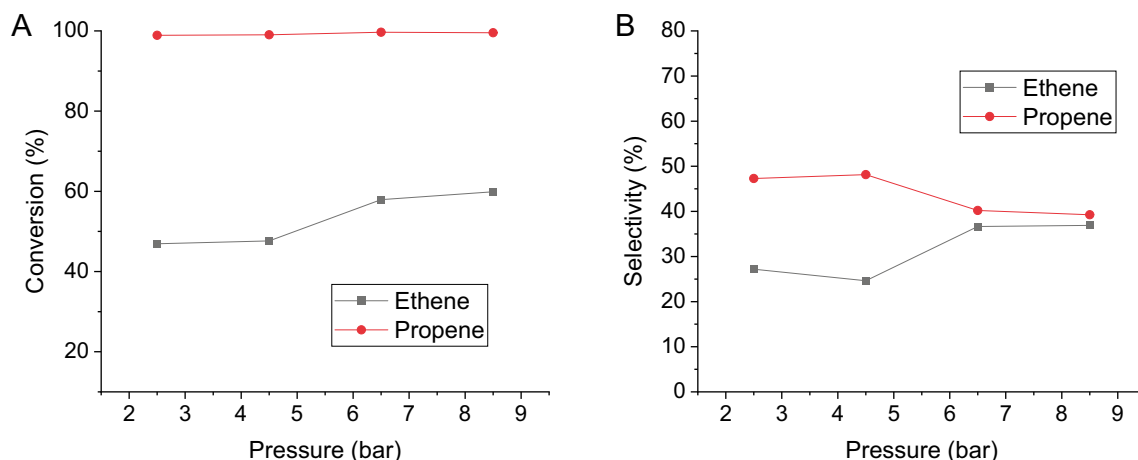 A
Conversion (%)
100
80
60
40
20
2 3 4 5 6 7 8 9
Pressure (bar)
Ethene
Propene
B
Selectivity (%)
80
70
60
50
40
30
20
10
0
2 3 4 5 6 7 8 9
Pressure (bar)
Ethene
Propene